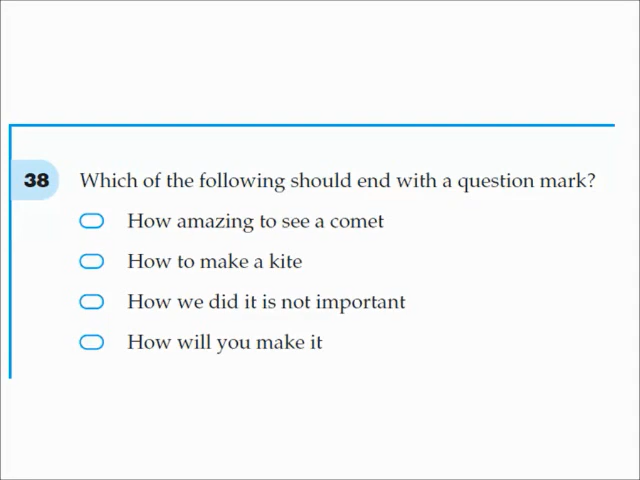 38 Which of the following should end with a question mark?
How amazing to see a comet
How to make a kite
How we did it is not important
How will you make it